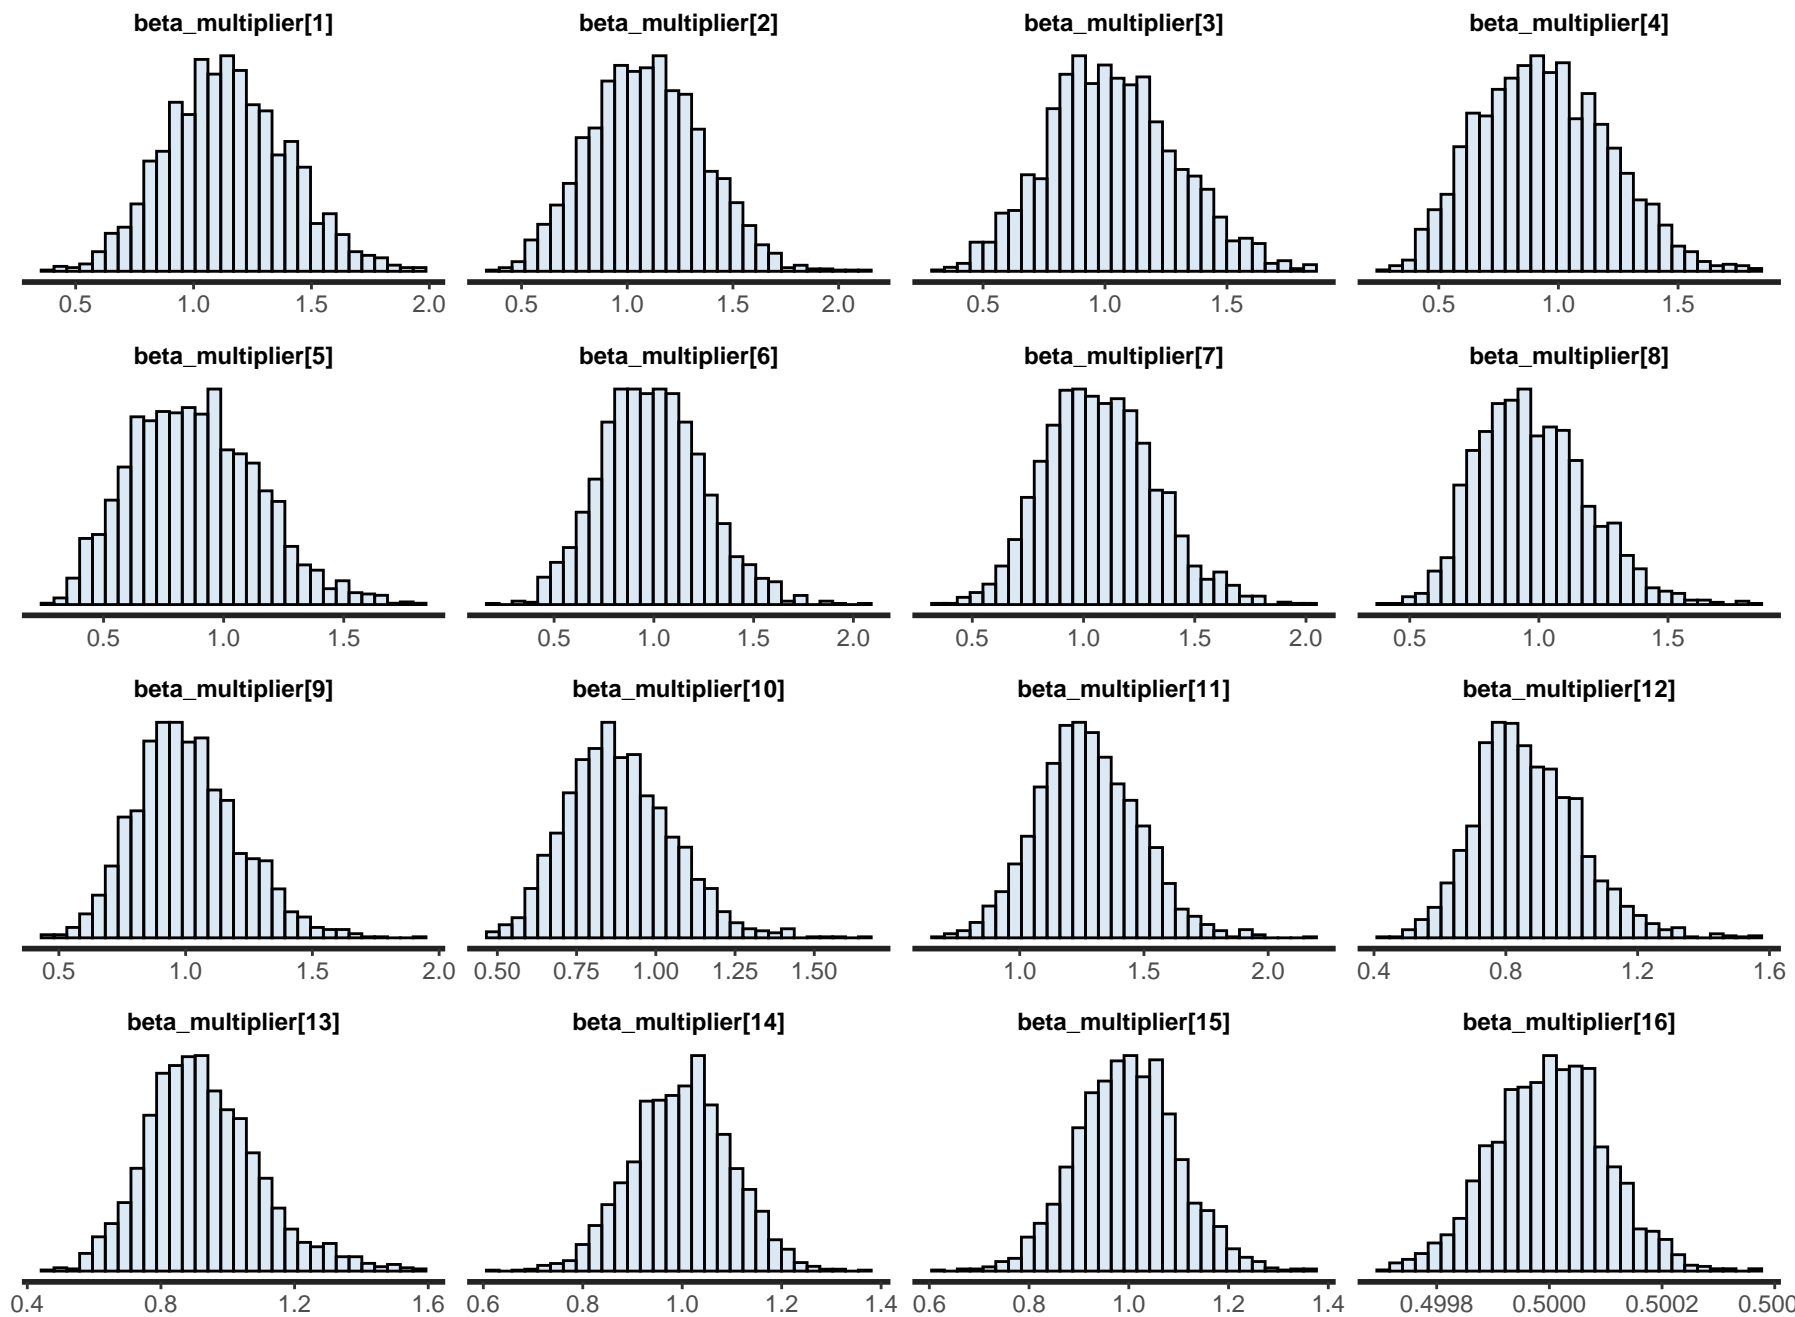 beta_multiplier[1] beta_multiplier[2] beta_multiplier[3] beta_multiplier[4]
0.5 1.0 1.5 2.0 0.5 1.0 1.5 2.0 0.5 1.0 1.5 0.5 1.0 1.5
beta_multiplier[5] beta_multiplier[6] beta_multiplier[7] beta_multiplier[8]
0.5 1.0 1.5 0.5 1.0 1.5 2.0 0.5 1.0 1.5 2.0 0.5 1.0 1.5
beta_multiplier[9] beta_multiplier[10] beta_multiplier[11] beta_multiplier[12]
0.5 1.0 1.5 2.0 0.50 0.75 1.00 1.25 1.50 1.0 1.5 2.0 0.4 0.8 1.2 1.6
beta_multiplier[13] beta_multiplier[14] beta_multiplier[15] beta_multiplier[16]
0.4 0.8 1.2 1.6 0.6 0.8 1.0 1.2 1.4 0.6 0.8 1.0 1.2 1.4 0.4998 0.5000 0.5002